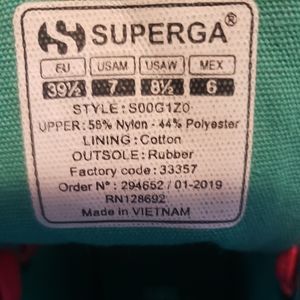 SUPERGA®
EU USAM USAW MEX
39½ 7 8½ 6
STYLE: S00G1Z0
UPPER: 56% Nylon - 44% Polyester
LINING: Cotton
OUTSOLE: Rubber
Factory code: 33357
Order N°: 294652 / 01-2019
RN128692
Made in VIETNAM